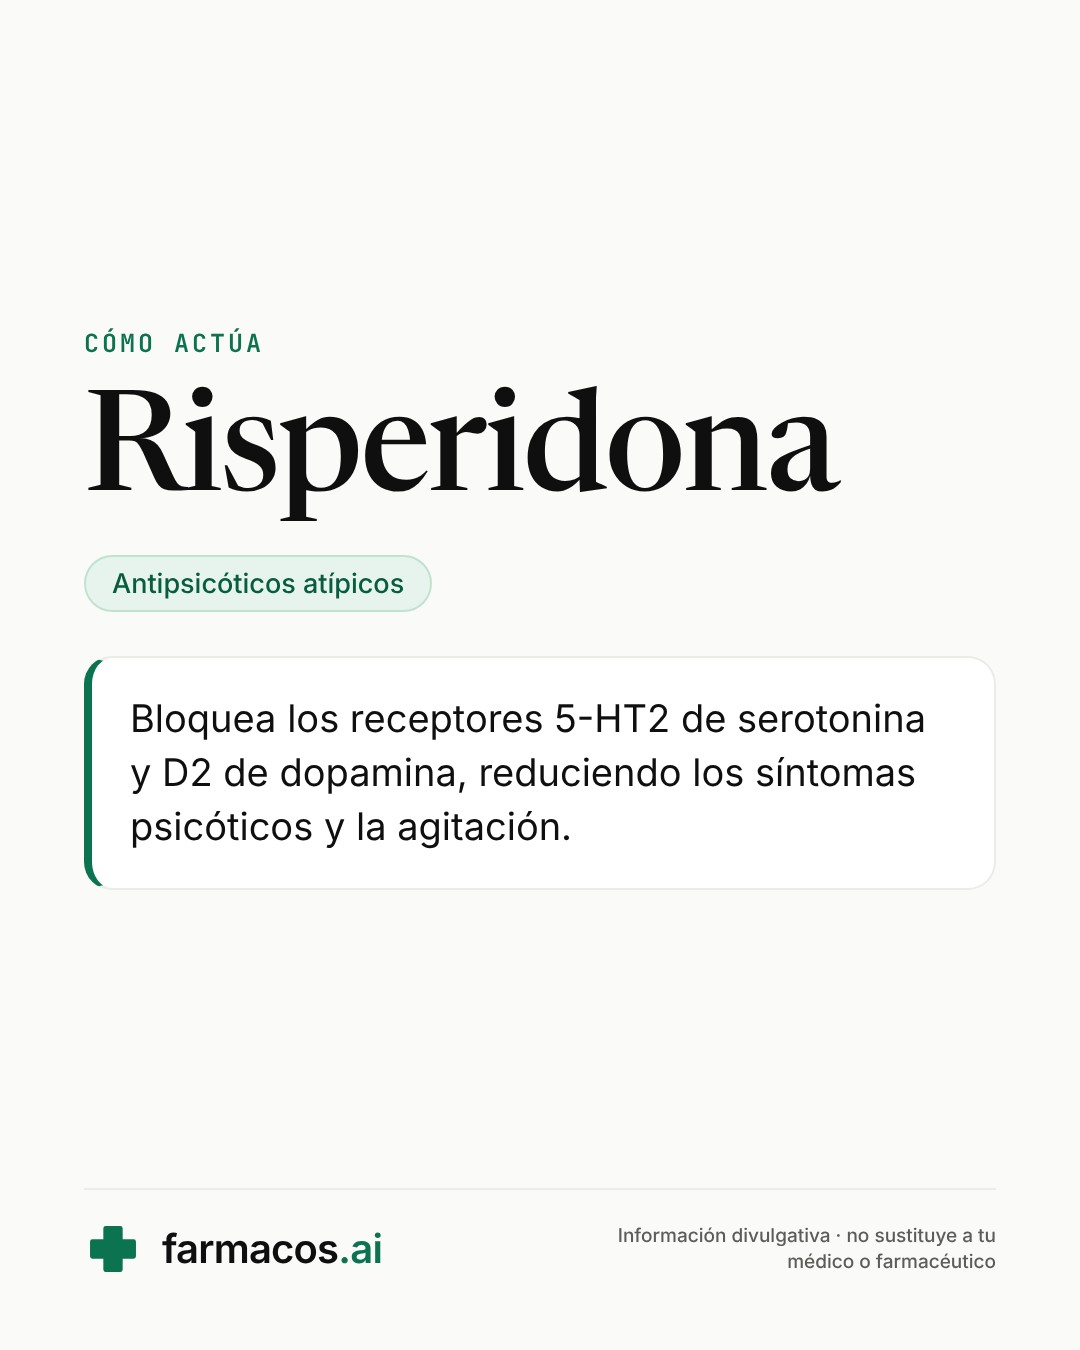 CÓMO ACTÚA
Risperidona
Antipsicóticos atípicos
Bloquea los receptores 5-HT2 de serotonina
y D2 de dopamina, reduciendo los síntomas
psicóticos y la agitación.
farmacos.ai
Información divulgativa · no sustituye a tu
médico o farmacéutico